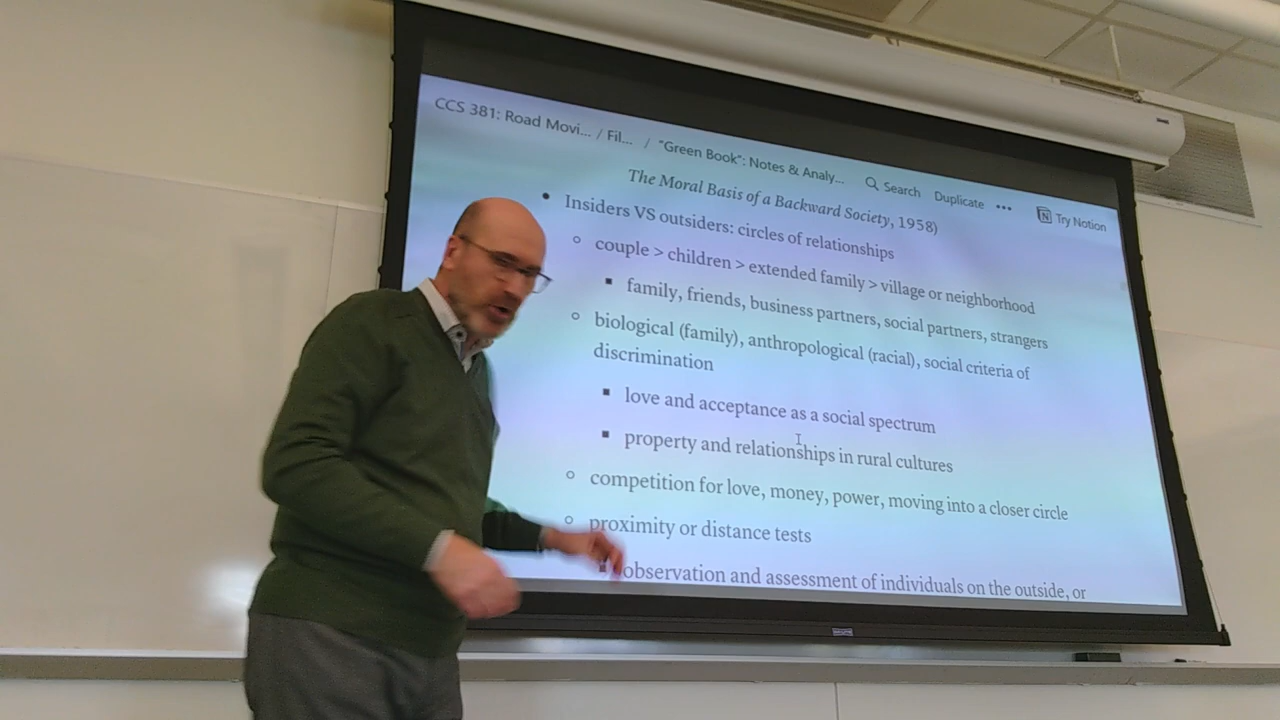 CCS 381: Road Movi... / Fil... / "Green Book": Notes & Analy... Search Duplicate ••• Try Notion
The Moral Basis of a Backward Society, 1958)
• Insiders VS outsiders: circles of relationships
◦ couple > children > extended family > village or neighborhood
▪ family, friends, business partners, social partners, strangers
◦ biological (family), anthropological (racial), social criteria of
discrimination
▪ love and acceptance as a social spectrum
▪ property and relationships in rural cultures
◦ competition for love, money, power, moving into a closer circle
◦ proximity or distance tests
▪ observation and assessment of individuals on the outside, or